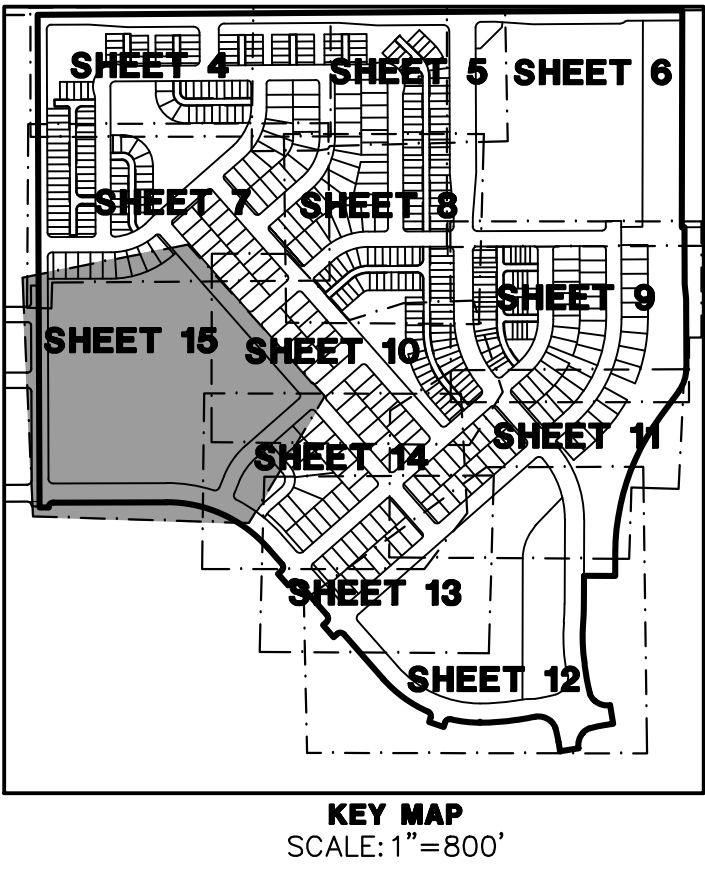 SHEET 4
SHEET 5
SHEET 6
SHEET 7
SHEET 8
SHEET 9
SHEET 15
SHEET 10
SHEET 11
SHEET 14
SHEET 13
SHEET 12
KEY MAP
SCALE: 1"=800'